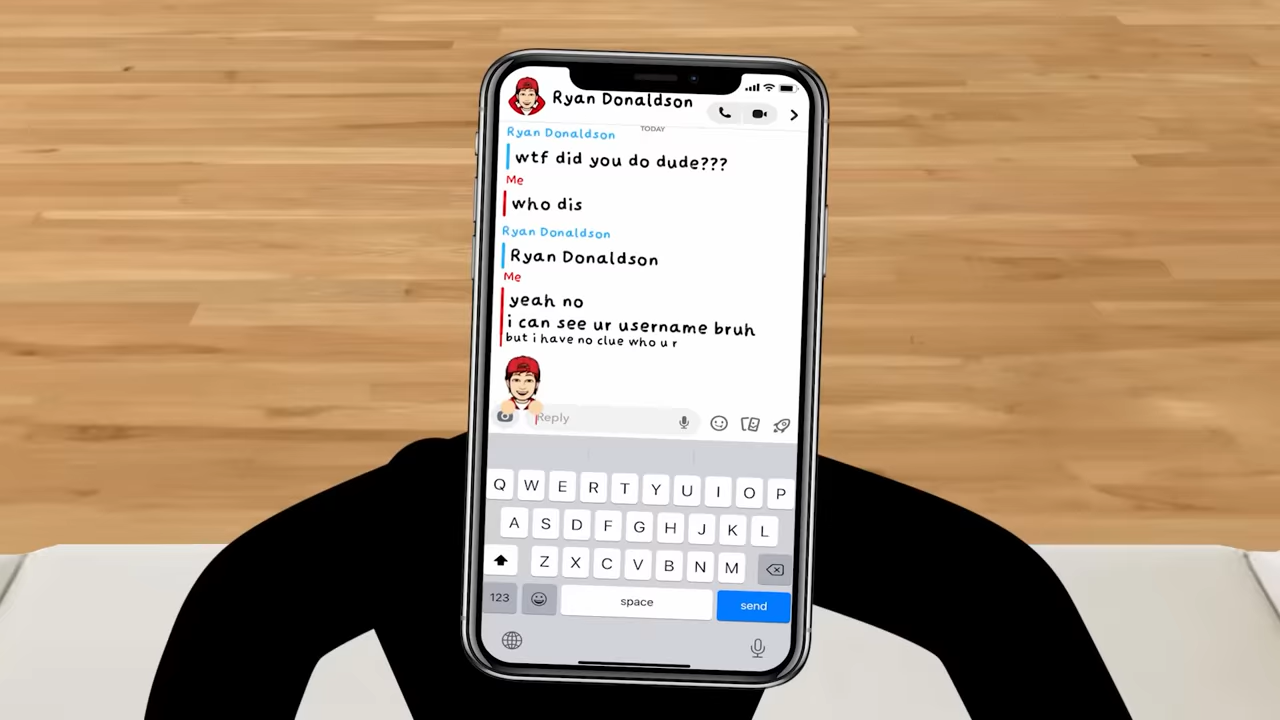 Ryan Donaldson
TODAY
Ryan Donaldson
wtf did you do dude???
Me
who dis
Ryan Donaldson
Ryan Donaldson
Me
yeah no
i can see ur username bruh
but i have no clue who u r
Reply
Q W E R T Y U I O P
A S D F G H J K L
Z X C V B N M
123 space send